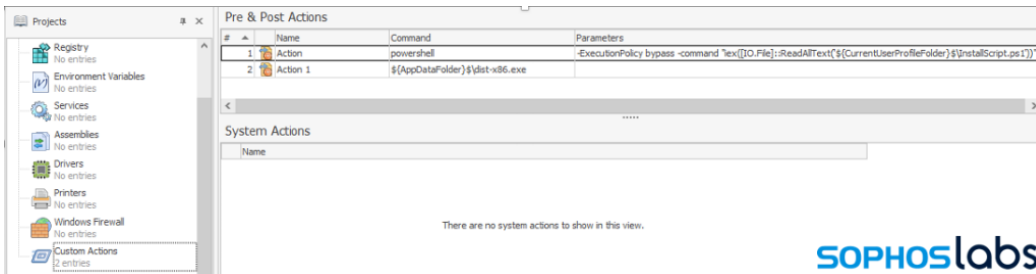 Projects
Registry
No entries
Environment Variables
No entries
Services
No entries
Assemblies
No entries
Drivers
No entries
Printers
No entries
Windows Firewall
No entries
Custom Actions
2 entries
Pre & Post Actions
# Name Command Parameters
1 Action powershell -ExecutionPolicy bypass -command "iex([IO.File]::ReadAllText('${CurrentUserProfileFolder}$\InstallScript.ps1'))"
2 Action 1 ${AppDataFolder}$\dist-x86.exe
System Actions
Name
There are no system actions to show in this view.
SOPHOSlabs